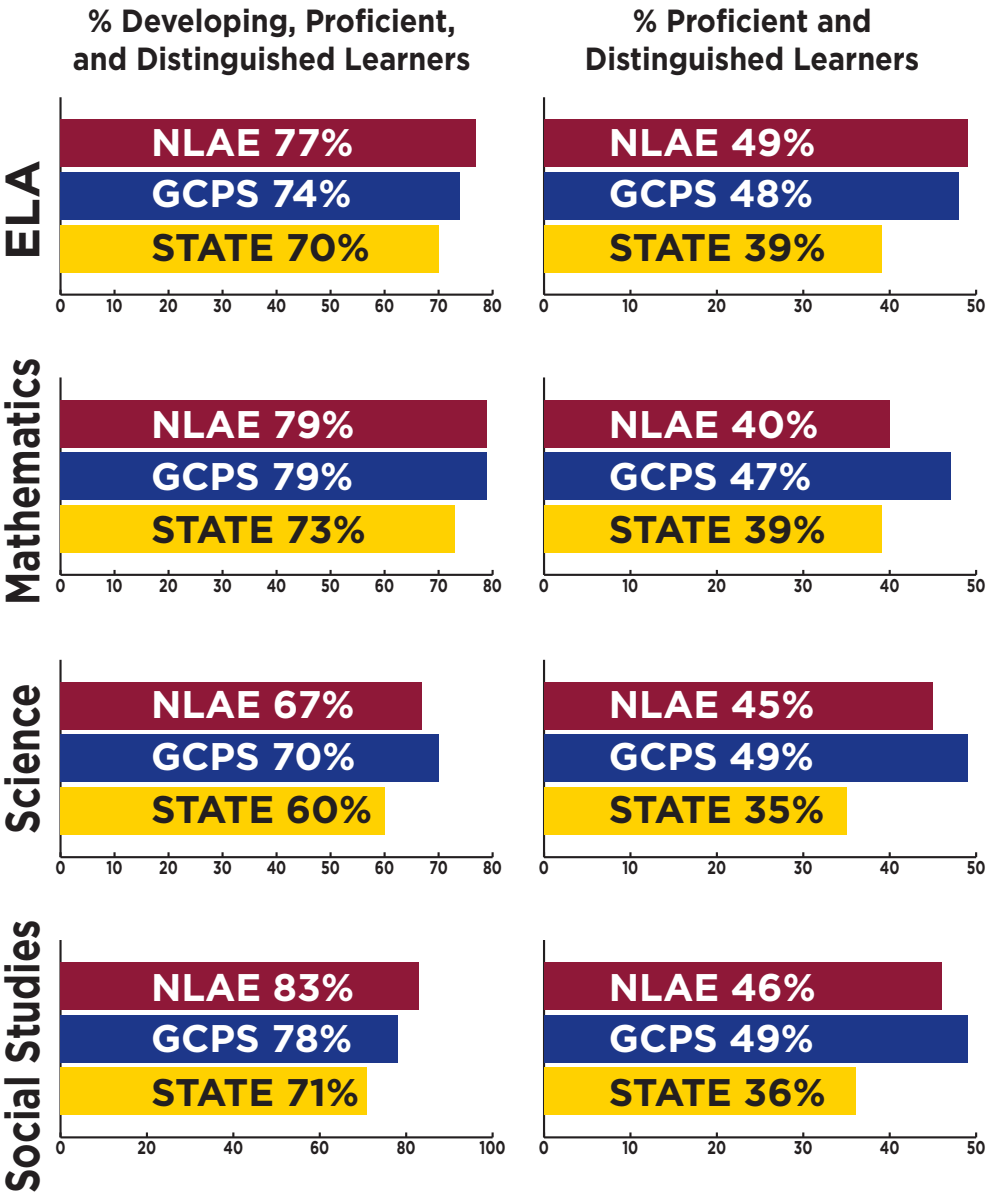 % Developing, Proficient,
and Distinguished Learners
% Proficient and
Distinguished Learners
ELA
NLAE 77%
GCPS 74%
STATE 70%
0 10 20 30 40 50 60 70 80
NLAE 49%
GCPS 48%
STATE 39%
0 10 20 30 40 50
Mathematics
NLAE 79%
GCPS 79%
STATE 73%
0 10 20 30 40 50 60 70 80
NLAE 40%
GCPS 47%
STATE 39%
0 10 20 30 40 50
Science
NLAE 67%
GCPS 70%
STATE 60%
0 10 20 30 40 50 60 70 80
NLAE 45%
GCPS 49%
STATE 35%
0 10 20 30 40 50
Social Studies
NLAE 83%
GCPS 78%
STATE 71%
0 20 40 60 80 100
NLAE 46%
GCPS 49%
STATE 36%
0 10 20 30 40 50